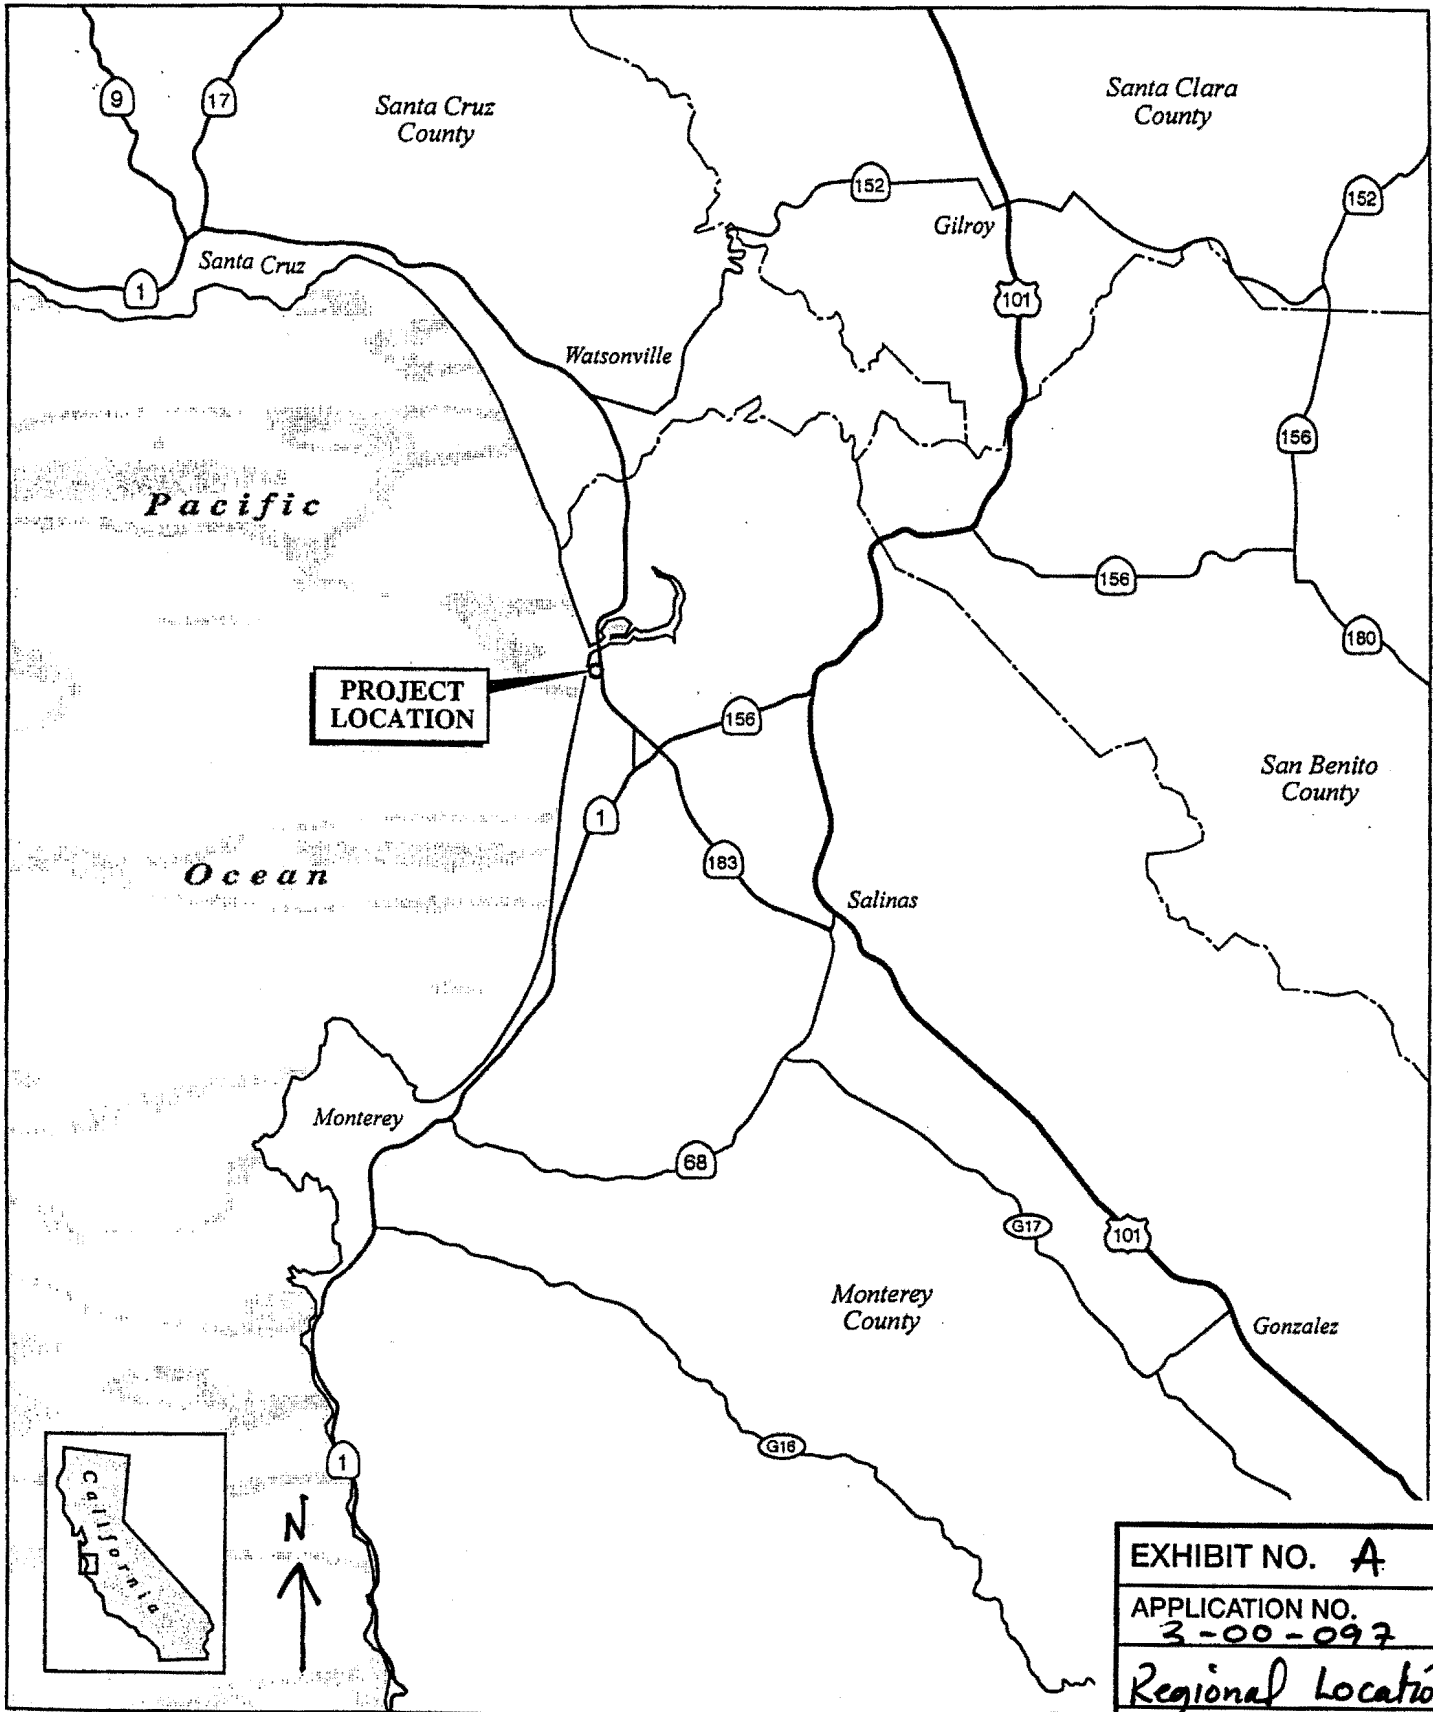 9
17
Santa Cruz
County
Santa Clara
County
152
152
Gilroy
Santa Cruz
1
101
Watsonville
156
Pacific
156
180
PROJECT
LOCATION
156
San Benito
County
1
183
Ocean
Salinas
Monterey
68
G17
101
Monterey
County
Gonzalez
G16
1
California
N
EXHIBIT NO. A
APPLICATION NO.
3-00-097
Regional Locatio